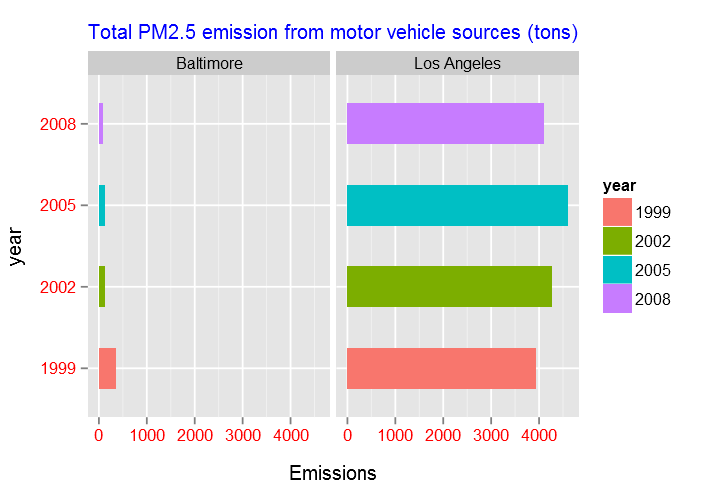 Total PM2.5 emission from motor vehicle sources (tons)
Baltimore
Los Angeles
2008
2005
2002
1999
year
0 1000 2000 3000 4000
0 1000 2000 3000 4000
Emissions
year
1999
2002
2005
2008